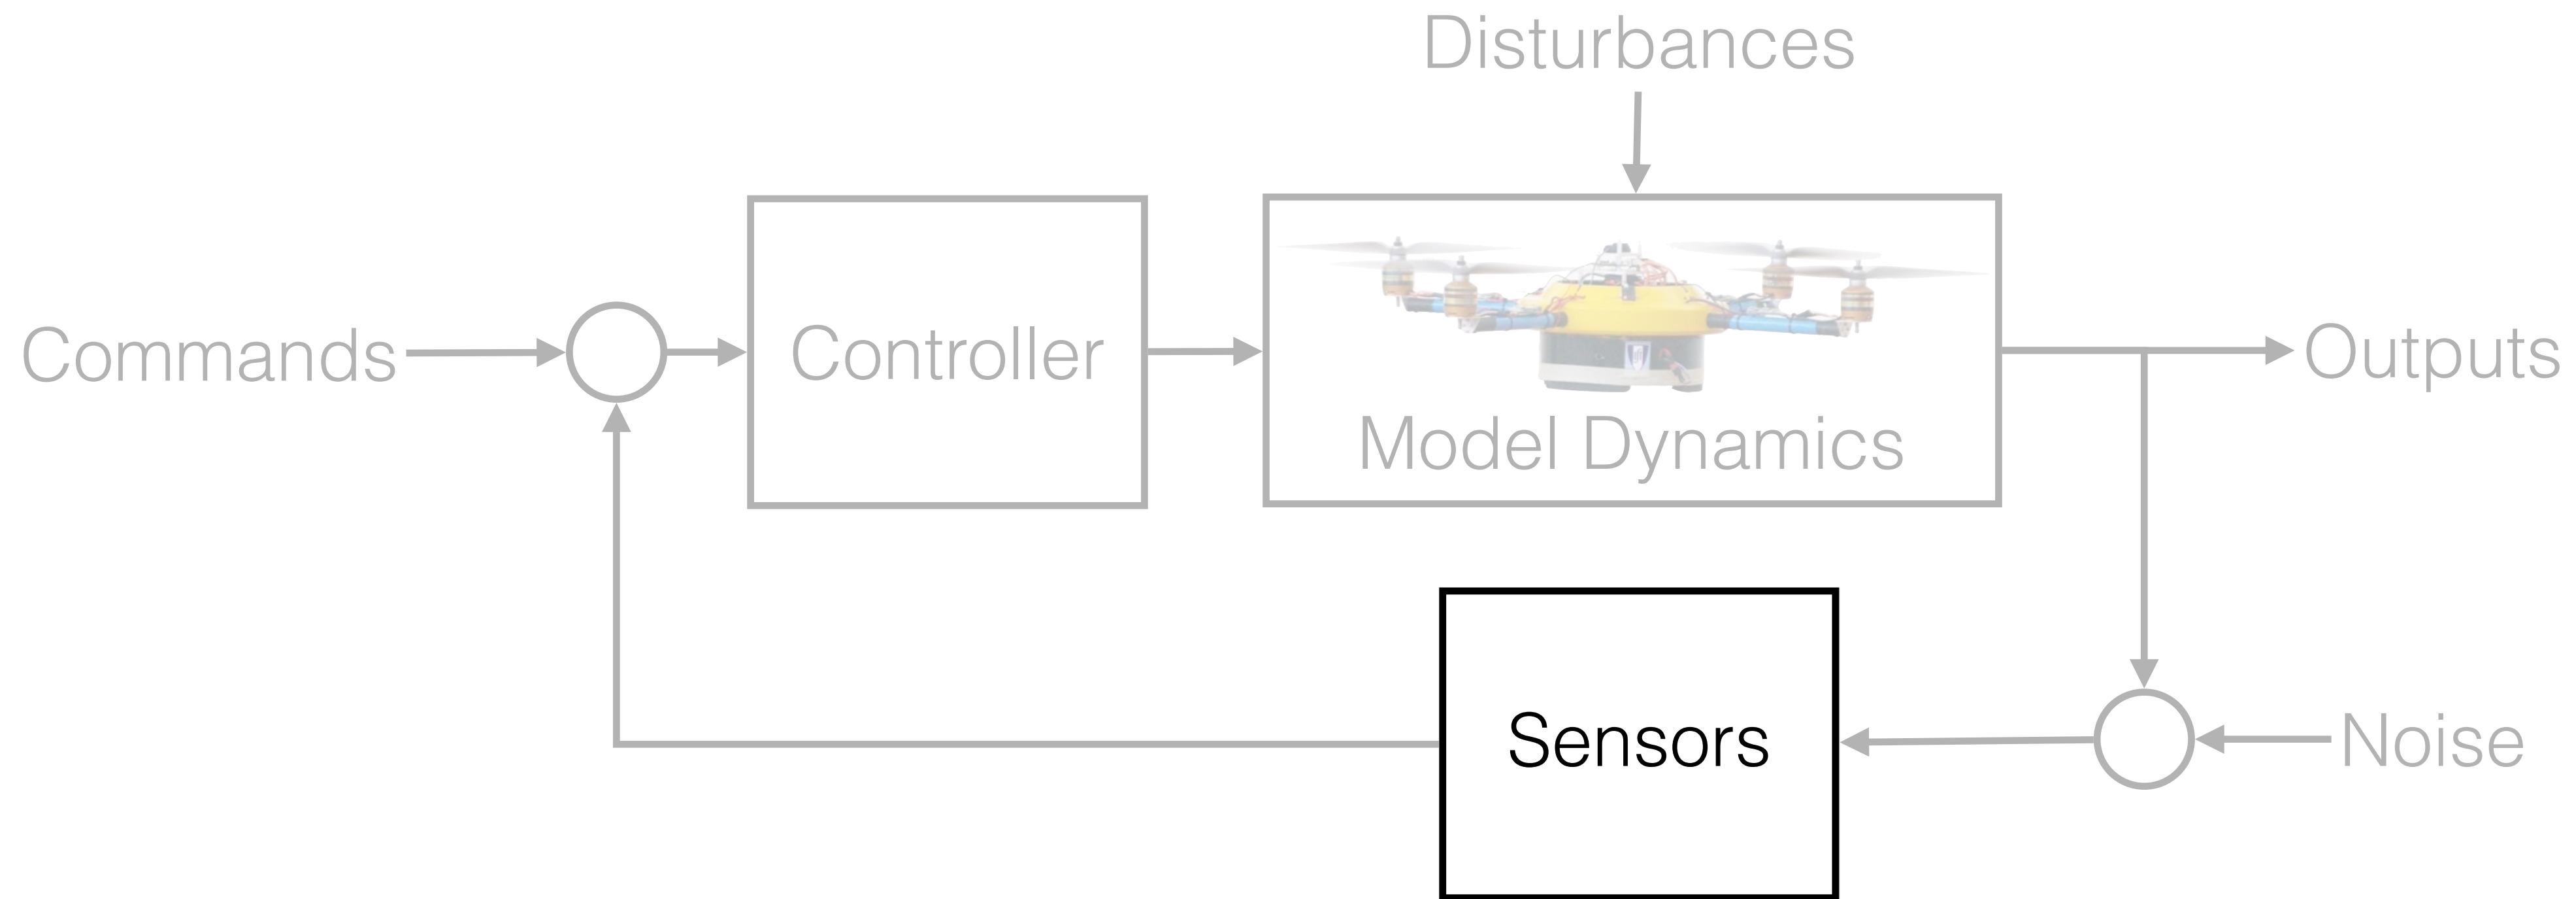 Disturbances
Commands
Controller
Model Dynamics
Outputs
Sensors
Noise